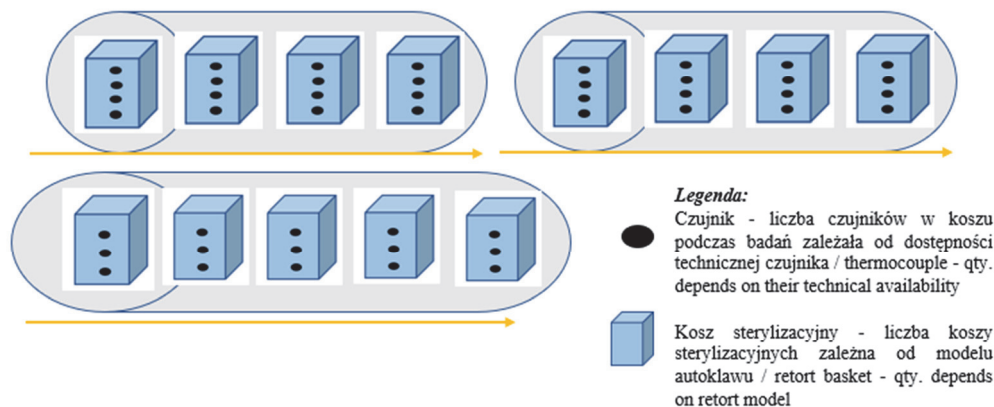 Legenda:
Czujnik - liczba czujników w koszu
podczas badań zależała od dostępności
technicznej czujnika / thermocouple - qty.
depends on their technical availability
Kosz sterylizacyjny - liczba koszy
sterylizacyjnych zależna od modelu
autoklawu / retort basket - qty. depends
on retort model